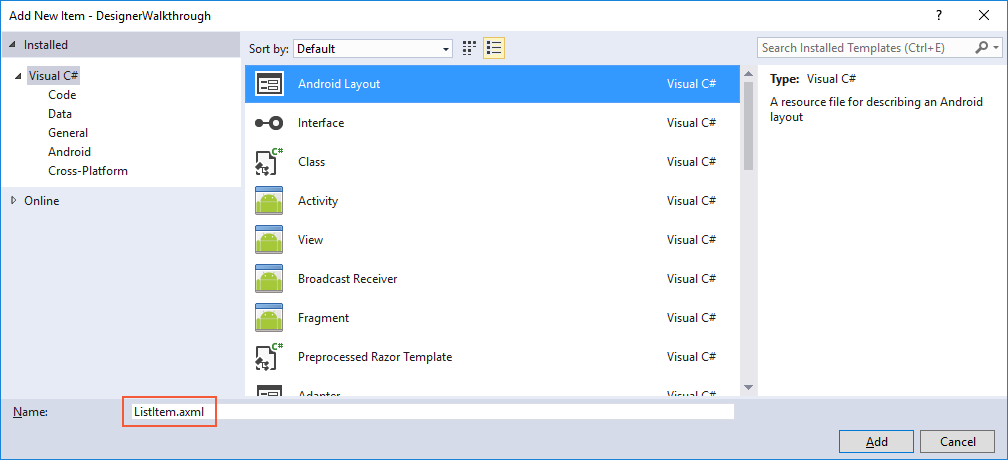 Add New Item - DesignerWalkthrough
?
Installed
Visual C#
Code
Data
General
Android
Cross-Platform
Online
Sort by: Default
Android Layout Visual C#
Interface Visual C#
C# Class Visual C#
Activity Visual C#
View Visual C#
Broadcast Receiver Visual C#
Fragment Visual C#
C# Preprocessed Razor Template Visual C#
Adapter Visual C#
Search Installed Templates (Ctrl+E)
Type: Visual C#
A resource file for describing an Android
layout
Name: ListItem.axml
Add Cancel